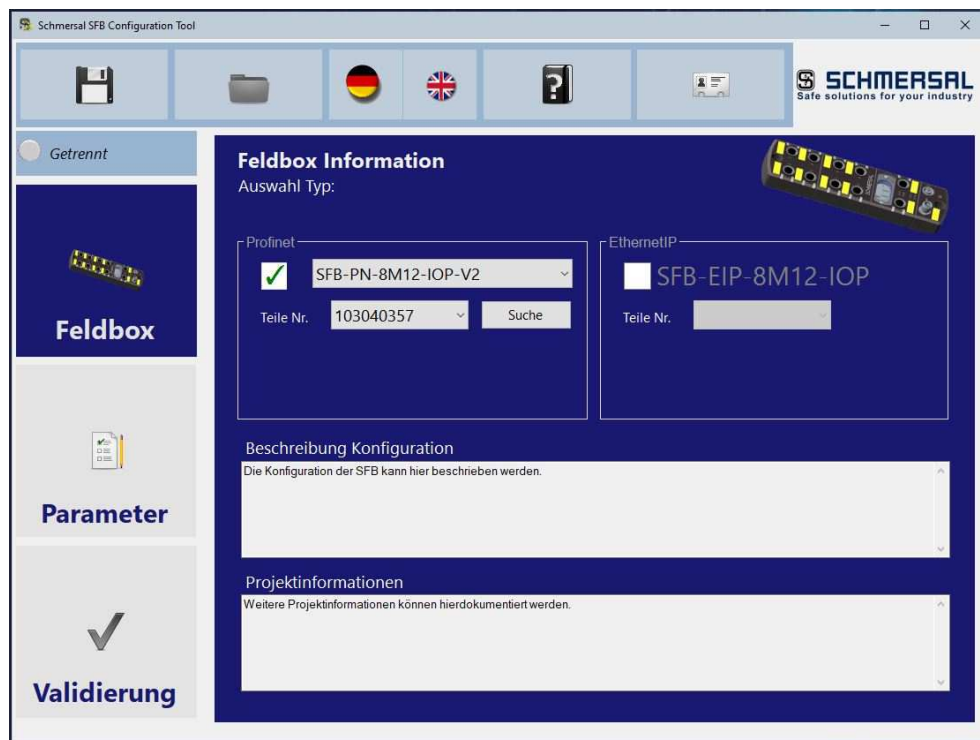 Schmersal SFB Configuration Tool
SCHMERSAL
Safe solutions for your industry
Getrennt
Feldbox
Parameter
Validierung
Feldbox Information
Auswahl Typ:
Profinet
SFB-PN-8M12-IOP-V2
Teile Nr.
103040357
Suche
EthernetIP
SFB-EIP-8M12-IOP
Teile Nr.
Beschreibung Konfiguration
Die Konfiguration der SFB kann hier beschrieben werden.
Projektinformationen
Weitere Projektinformationen können hierdokumentiert werden.